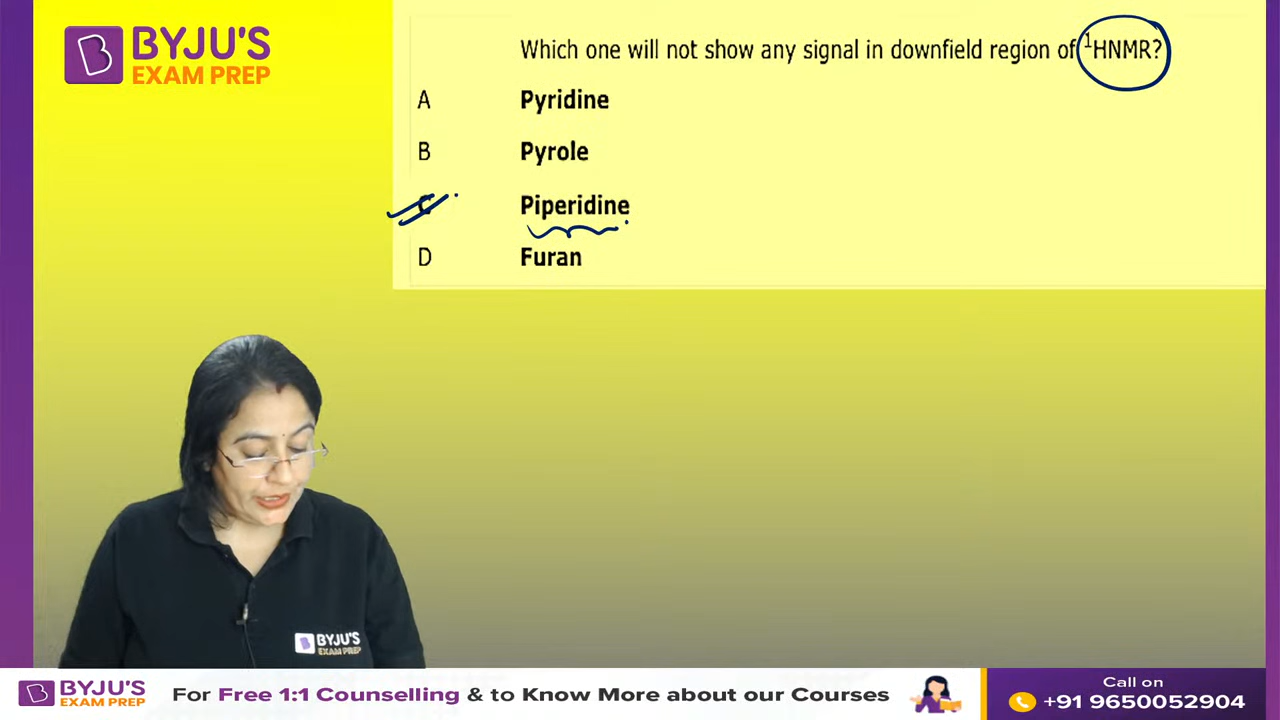 BYJU'S
EXAM PREP
Which one will not show any signal in downfield region of ¹HNMR?
A Pyridine
B Pyrole
C Piperidine
D Furan
BYJU'S
EXAM PREP
BYJU'S
EXAM PREP
For Free 1:1 Counselling & to Know More about our Courses
Call on
+91 9650052904